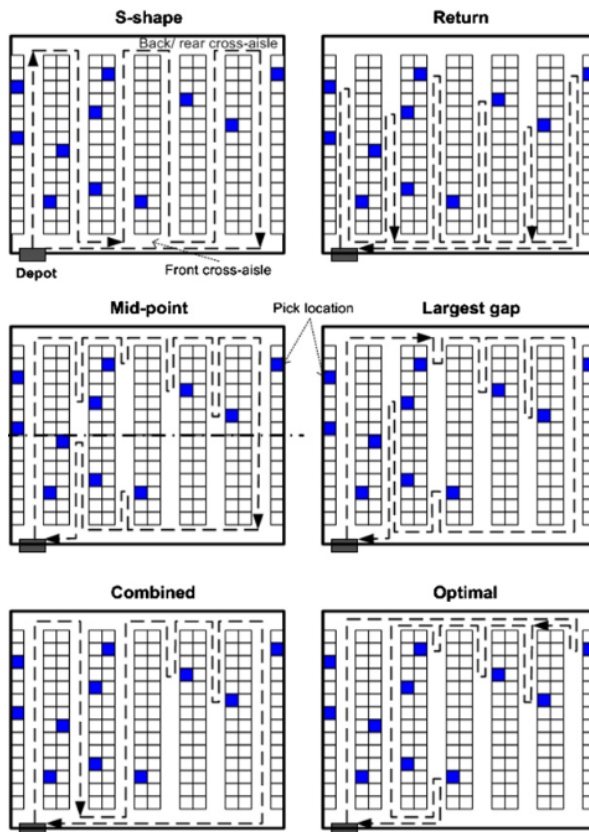 S-shape
Return
Back/ rear cross-aisle
Depot
Front cross-aisle
Mid-point
Pick location
Largest gap
Combined
Optimal